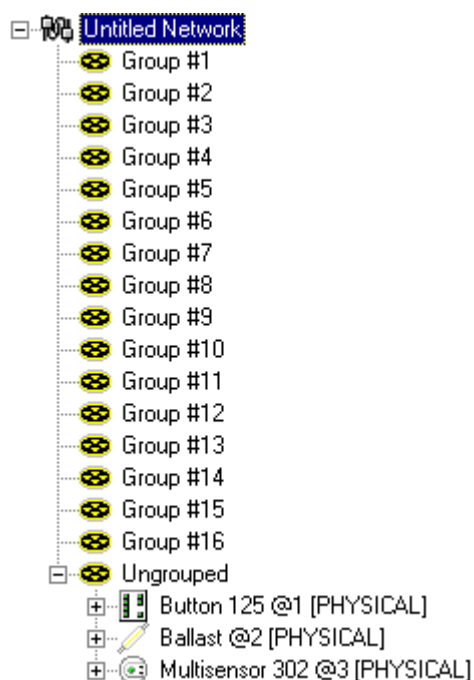 Untitled Network
Group #1
Group #2
Group #3
Group #4
Group #5
Group #6
Group #7
Group #8
Group #9
Group #10
Group #11
Group #12
Group #13
Group #14
Group #15
Group #16
Ungrouped
Button 125 @1 [PHYSICAL]
Ballast @2 [PHYSICAL]
Multisensor 302 @3 [PHYSICAL]